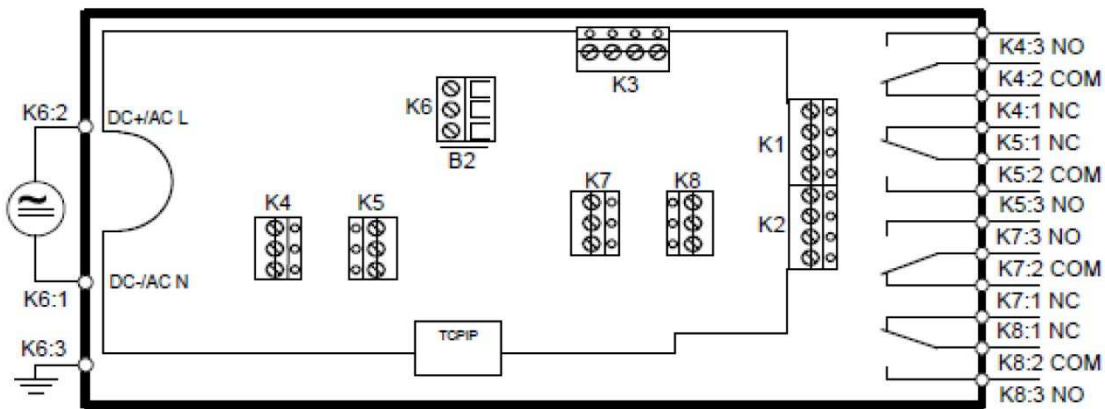 K6:2
DC+/AC L
DC-/AC N
K6:1
K6:3
K6
B2
K3
K4
K5
K7
K8
K1
K2
TCPIP
K4:3 NO
K4:2 COM
K4:1 NC
K5:1 NC
K5:2 COM
K5:3 NO
K7:3 NO
K7:2 COM
K7:1 NC
K8:1 NC
K8:2 COM
K8:3 NO